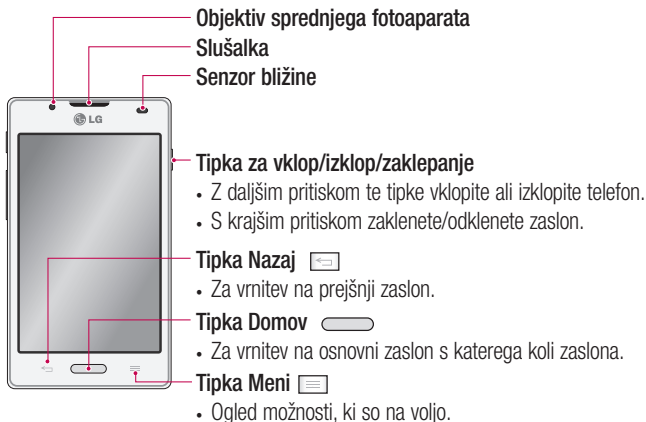 Objektiv sprednjega fotoaparata
Slušalka
Senzor bližine
LG
Tipka za vklop/izklop/zaklepanje
• Z daljšim pritiskom te tipke vklopite ali izklopite telefon.
• S krajšim pritiskom zaklenete/odklenete zaslon.
Tipka Nazaj
• Za vrnitev na prejšnji zaslon.
Tipka Domov
• Za vrnitev na osnovni zaslon s katerega koli zaslona.
Tipka Meni
• Ogled možnosti, ki so na voljo.